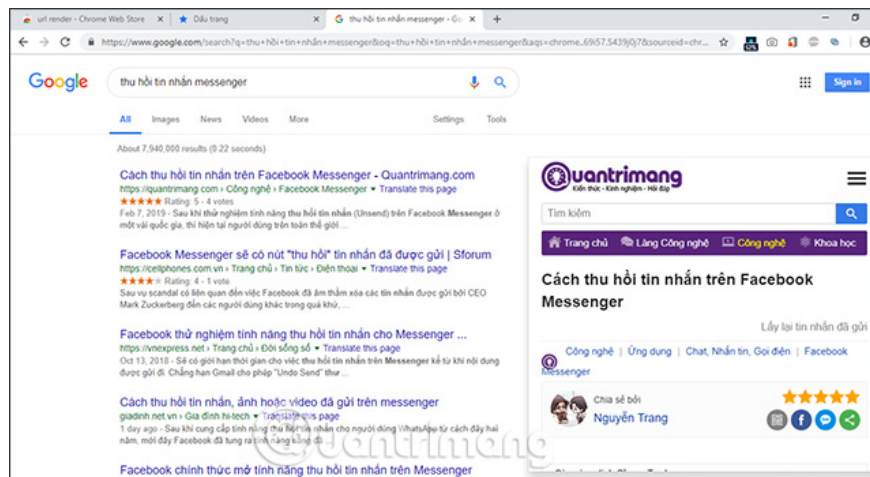 url render - Chrome Web Store
Dấu trang
thu hồi tin nhắn messenger - Go
https://www.google.com/search?q=thu+hồi+tin+nhắn+messenger&oq=thu+hồi+tin+nhắn+messenger&aqs=chrome..69i57.5439j0j7&sourceid=chr...
Google
thu hồi tin nhắn messenger
Sign in
All Images News Videos More Settings Tools
About 7,940,000 results (0.22 seconds)
Cách thu hồi tin nhắn trên Facebook Messenger - Quantrimang.com
https://quantrimang.com › Công nghệ › Facebook Messenger ▾ Translate this page
★★★★★ Rating: 5 - 4 votes
Feb 7, 2019 - Sau khi thử nghiệm tính năng thu hồi tin nhắn (Unsend) trên Facebook Messenger ở
một vài quốc gia, thì hiện tại người dùng trên toàn thế giới ...
Facebook Messenger sẽ có nút "thu hồi" tin nhắn đã được gửi | Sforum
https://cellphones.com.vn › Trang chủ › Tin tức › Điện thoại ▾ Translate this page
★★★★★ Rating: 4 - 1 vote
Sau vụ scandal có liên quan đến việc Facebook đã âm thầm xóa các tin nhắn được gửi bởi CEO
Mark Zuckerberg đến các người dùng khác trong quá khứ, ...
Facebook thử nghiệm tính năng thu hồi tin nhắn cho Messenger ...
https://vnexpress.net › Trang chủ › Đời sống số ▾ Translate this page
Oct 13, 2018 - Sẽ có giới hạn thời gian cho việc thu hồi tin nhắn trên Messenger kể từ khi nội dung
được gửi đi. Chẳng hạn Gmail cho phép "Undo Send" thư ...
Cách thu hồi tin nhắn, ảnh hoặc video đã gửi trên messenger
giadinh.net.vn › Gia đình hi-tech ▾ Translate this page
1 day ago - Sau khi cung cấp tính năng thu hồi tin nhắn cho người dùng WhatsApp từ cách đây hai
năm, mới đây Facebook đã tung ra tính năng
Facebook chính thức mở tính năng thu hồi tin nhắn trên Messenger
Quantrimang
Kiến thức - Kinh nghiệm - Hỏi đáp
Tìm kiếm
Trang chủ Làng Công nghệ Công nghệ Khoa học
Cách thu hồi tin nhắn trên Facebook
Messenger
Lấy lại tin nhắn đã gửi
Công nghệ | Ứng dụng | Chat, Nhắn tin, Gọi điện | Facebook
Messenger
Chia sẻ bởi
Nguyễn Trang
Quantrimang